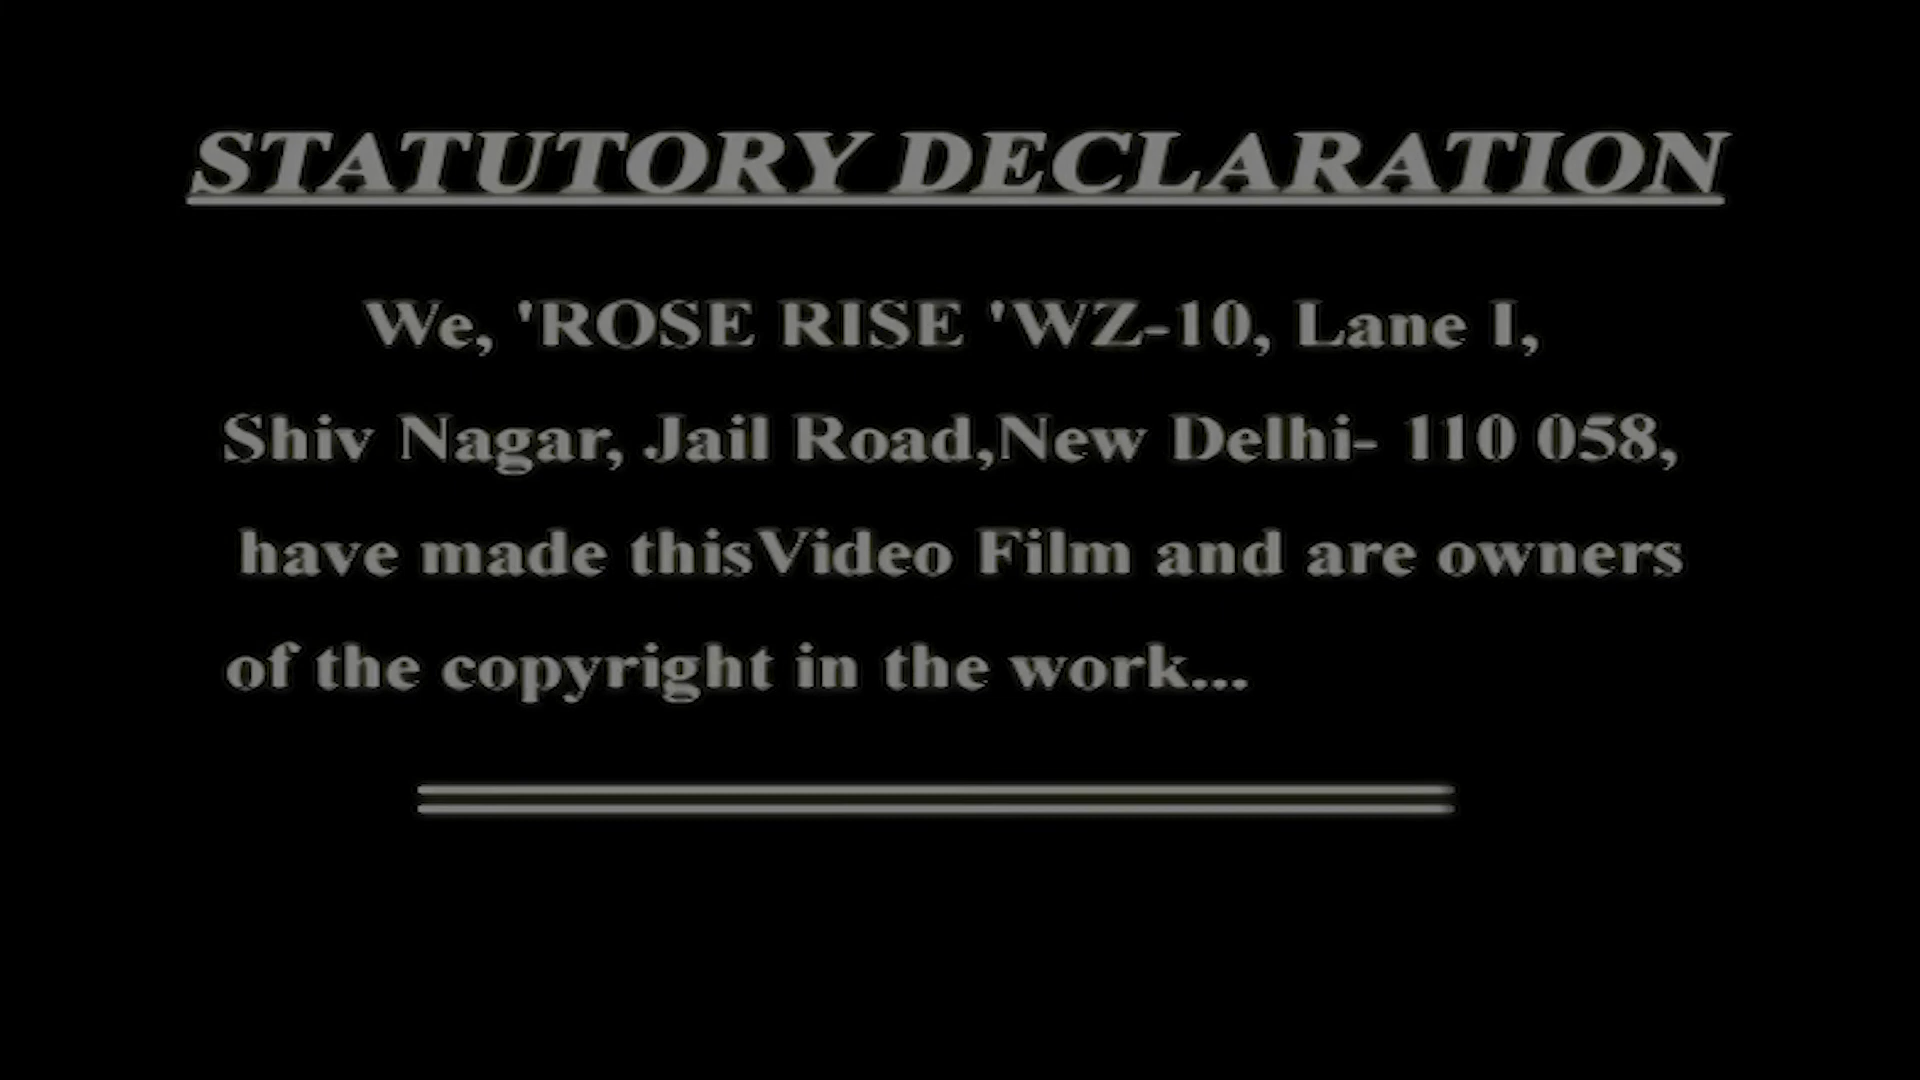 STATUTORY DECLARATION
We, 'ROSE RISE 'WZ-10, Lane I,
Shiv Nagar, Jail Road,New Delhi- 110 058,
have made thisVideo Film and are owners
of the copyright in the work...